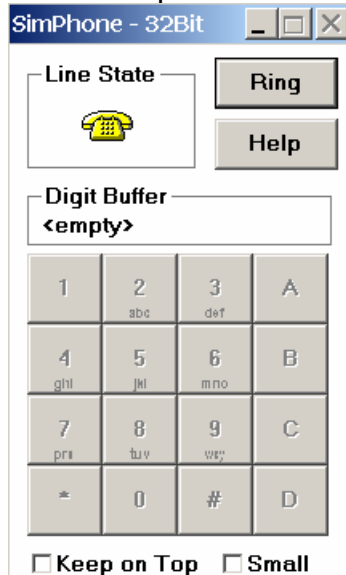 SimPhone - 32Bit
Line State
Ring
Help
Digit Buffer
<empty>
1 2 3 A
abc def
4 5 6 B
ghi jkl mno
7 8 9 C
prs tuv wxy
* 0 # D
Keep on Top Small